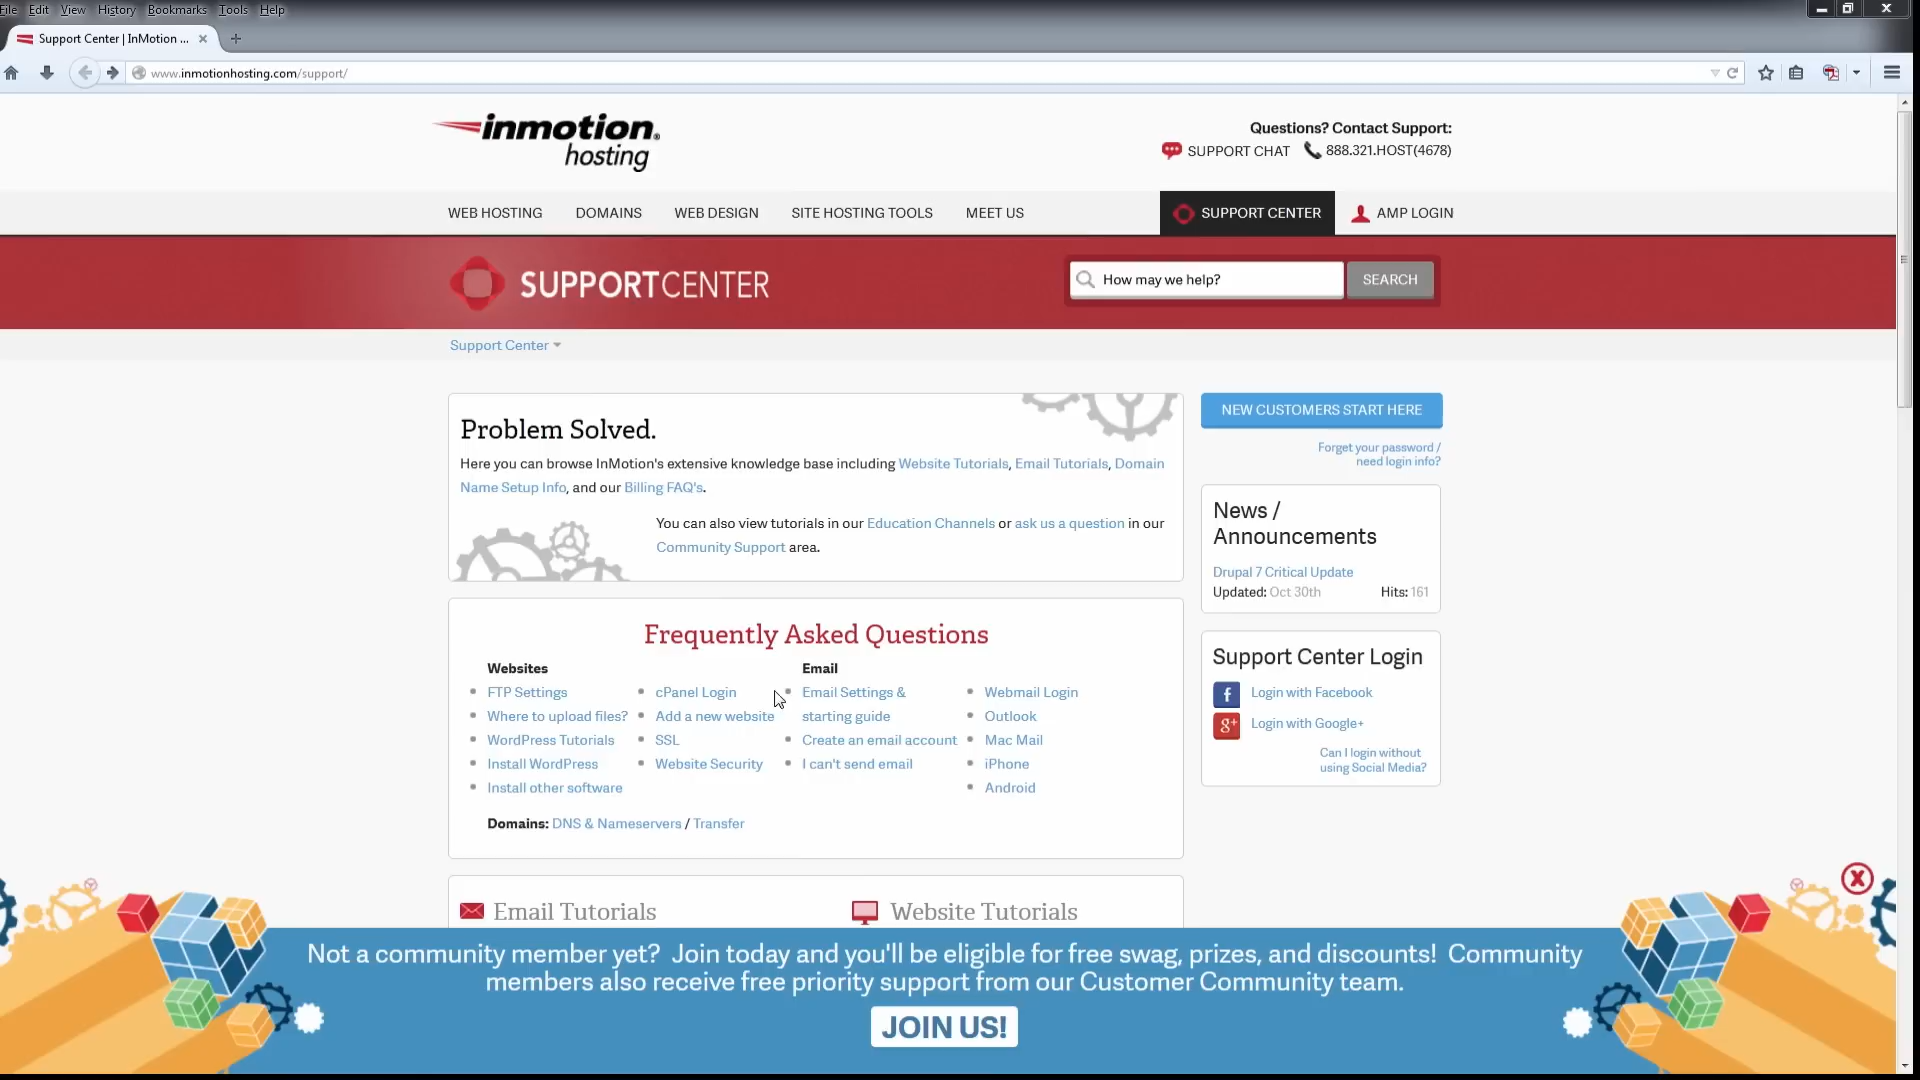 File Edit View History Bookmarks Tools Help
Support Center | InMotion ...
www.inmotionhosting.com/support/
inmotion hosting
Questions? Contact Support:
SUPPORT CHAT 888.321.HOST(4678)
WEB HOSTING DOMAINS WEB DESIGN SITE HOSTING TOOLS MEET US SUPPORT CENTER AMP LOGIN
SUPPORTCENTER
How may we help? SEARCH
Support Center
Problem Solved.
Here you can browse InMotion's extensive knowledge base including Website Tutorials, Email Tutorials, Domain
Name Setup Info, and our Billing FAQ's.
You can also view tutorials in our Education Channels or ask us a question in our
Community Support area.
NEW CUSTOMERS START HERE
Forget your password /
need login info?
News /
Announcements
Drupal 7 Critical Update
Updated: Oct 30th Hits: 161
Frequently Asked Questions
Websites
FTP Settings
Where to upload files?
WordPress Tutorials
Install WordPress
Install other software
cPanel Login
Add a new website
SSL
Website Security
Email
Email Settings &
starting guide
Create an email account
I can't send email
Webmail Login
Outlook
Mac Mail
iPhone
Android
Domains: DNS & Nameservers / Transfer
Support Center Login
f Login with Facebook
g+ Login with Google+
Can I login without
using Social Media?
Email Tutorials Website Tutorials
Not a community member yet? Join today and you'll be eligible for free swag, prizes, and discounts! Community
members also receive free priority support from our Customer Community team.
JOIN US!